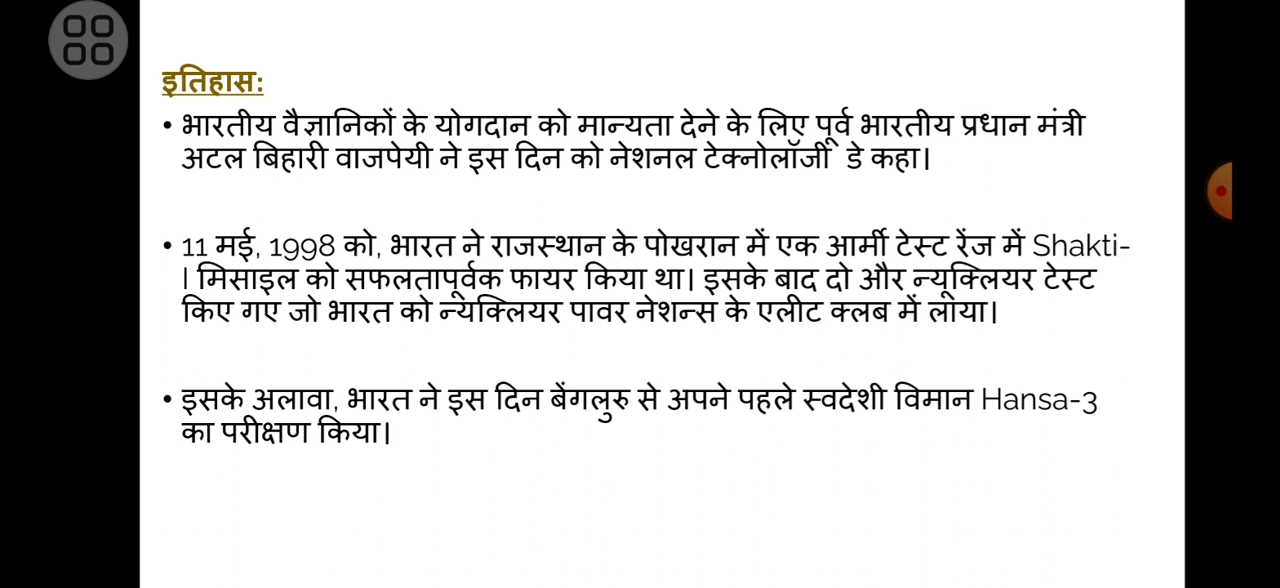 इतिहास:
• भारतीय वैज्ञानिकों के योगदान को मान्यता देने के लिए पूर्व भारतीय प्रधान मंत्री
अटल बिहारी वाजपेयी ने इस दिन को नेशनल टेक्नोलॉजी डे कहा।
• 11 मई, 1998 को, भारत ने राजस्थान के पोखरान में एक आर्मी टेस्ट रेंज में Shakti-
I मिसाइल को सफलतापूर्वक फायर किया था। इसके बाद दो और न्यूक्लियर टेस्ट
किए गए जो भारत को न्यक्लियर पावर नेशन्स के एलीट क्लब में लाया।
• इसके अलावा, भारत ने इस दिन बेंगलुरु से अपने पहले स्वदेशी विमान Hansa-3
का परीक्षण किया।